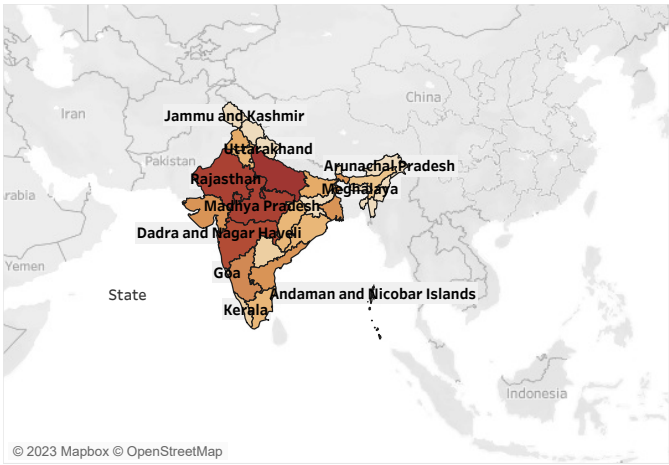 China
Iran
Jammu and Kashmir
Uttarakhand
Pakistan
Arunachal Pradesh
Rajasthan
Meghalaya
Madhya Pradesh
Dadra and Nagar Haveli
Yemen
Goa
State
Andaman and Nicobar Islands
Kerala
Indonesia
© 2023 Mapbox © OpenStreetMap